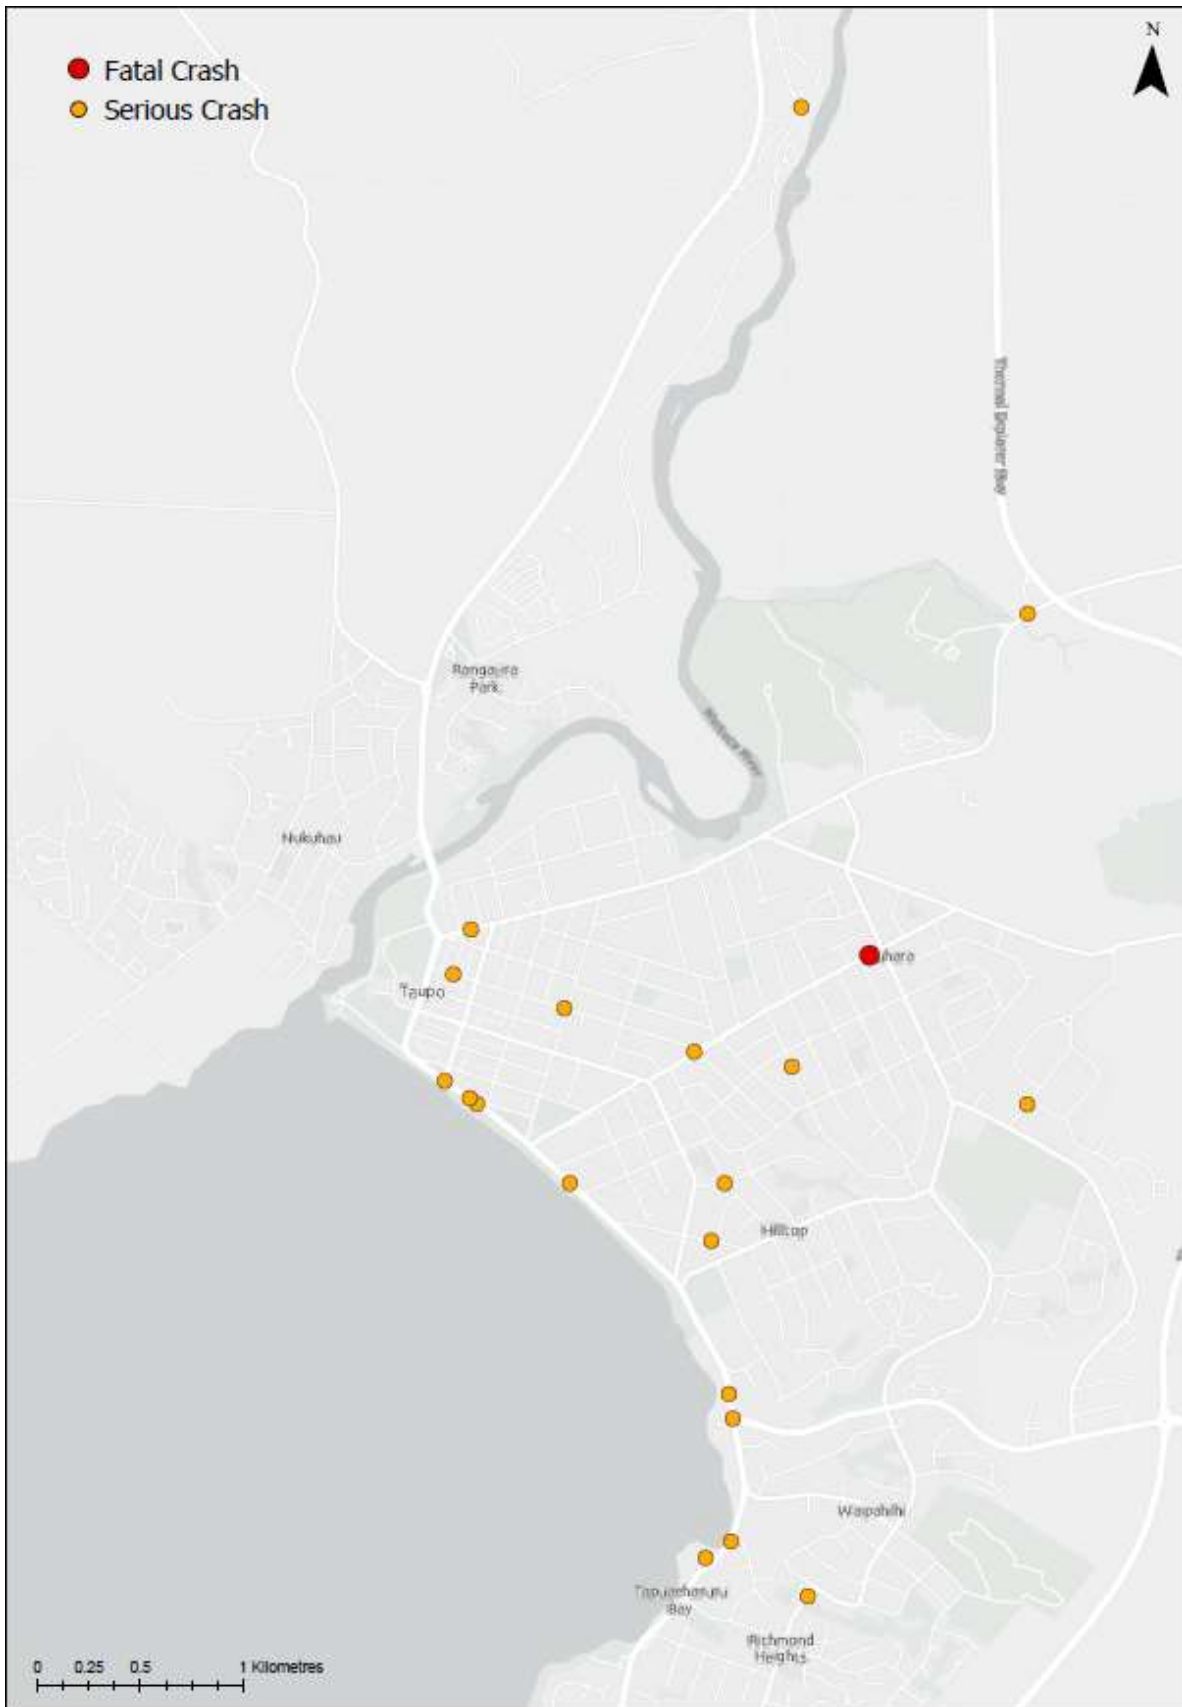 N
Fatal Crash
Serious Crash
Thermal Explorer Hwy
Rangatira
Park
Waikato River
Nukuhau
Taupo
Hilltop
Waipahihi
Bay
Richmond
Heights
0 0.25 0.5 1 Kilometres